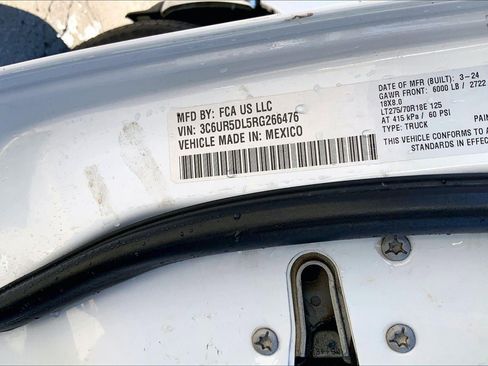 MFD BY: FCA US LLC
VIN: 3C6UR5DL5RG266476
VEHICLE MADE IN: MEXICO
DATE OF MFR (BUILT): 3-24
GAWR FRONT: 6000 LB / 2722
18X8.0
LT275/70R18E 125
AT 415 kPa / 60 PSI
TYPE: TRUCK
PAIN
THIS VEHICLE CONFORMS TO A
STANDARDS IN EFFECT